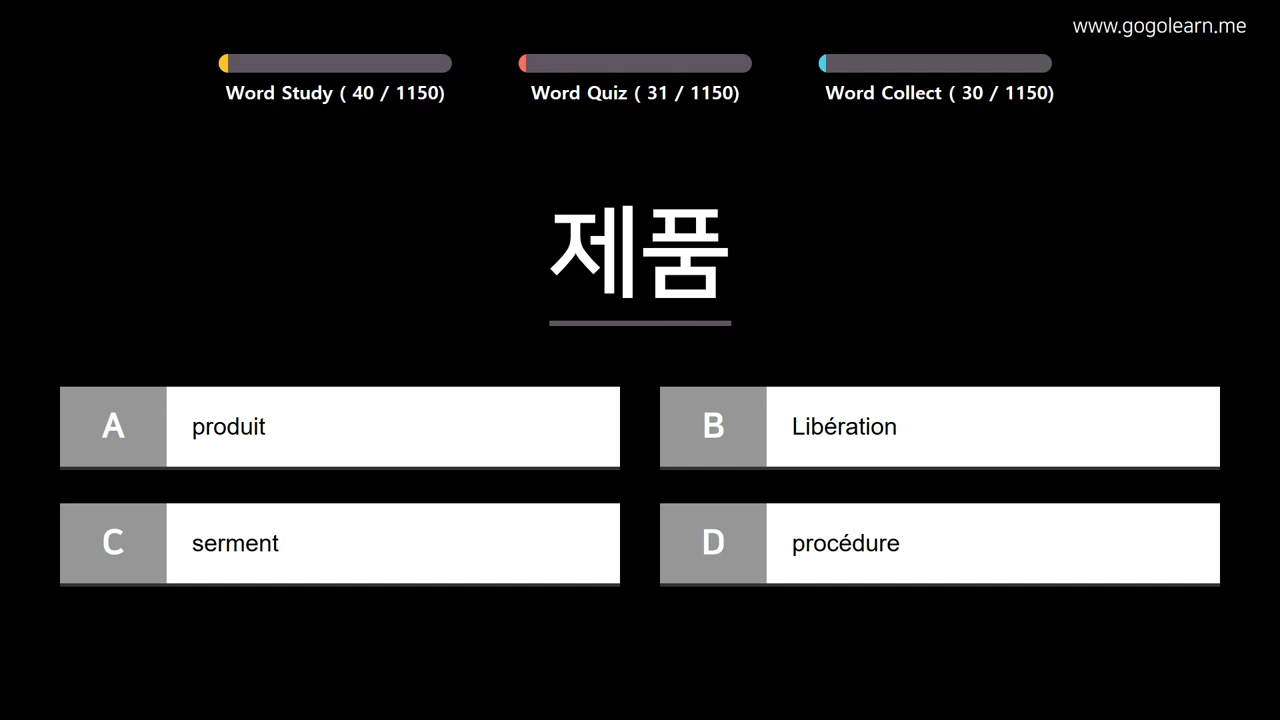 www.gogolearn.me
Word Study ( 40 / 1150)
Word Quiz ( 31 / 1150)
Word Collect ( 30 / 1150)
제품
A produit
B Libération
C serment
D procédure